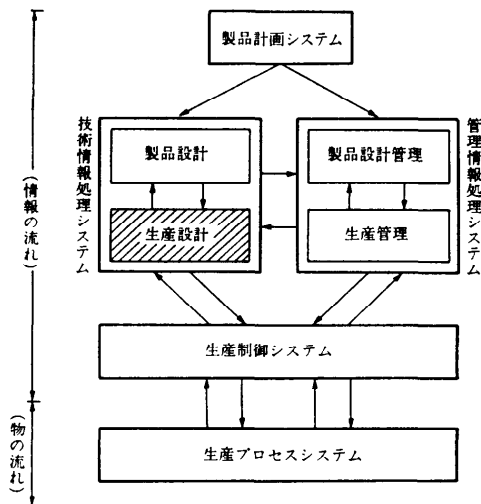 製品計画システム
技術情報処理システム
製品設計
生産設計
製品設計管理
生産管理
管理情報処理システム
生産制御システム
生産プロセスシステム
(情報の流れ)
(物の流れ)